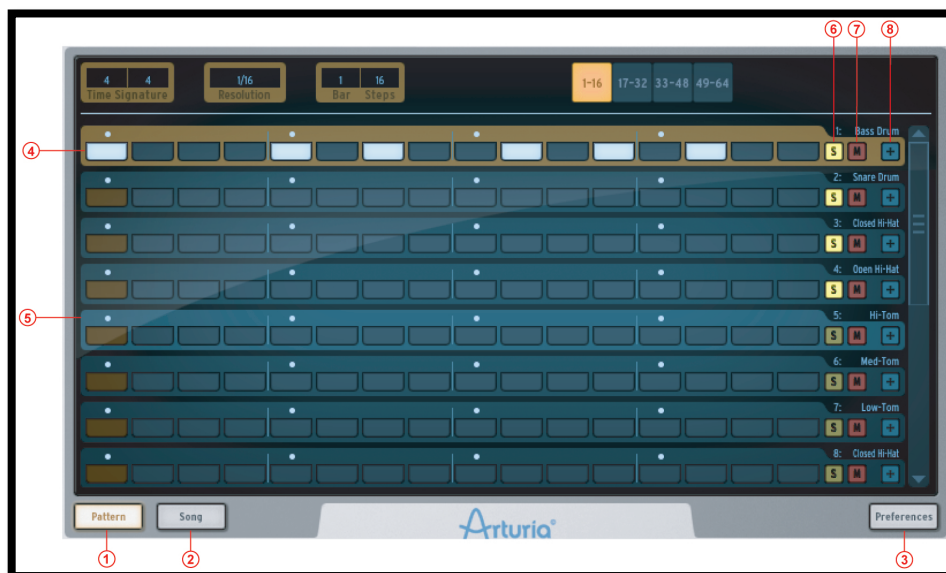 ⑥ ⑦ ⑧
4 4
Time Signature
1/16
Resolution
1 16
Bar Steps
1-16 17-32 33-48 49-64
1: Bass Drum
④ S M +
2: Snare Drum
S M +
3: Closed Hi-Hat
S M +
4: Open Hi-Hat
S M +
⑤ 5: Hi-Tom
S M +
6: Med-Tom
S M +
7: Low-Tom
S M +
8: Closed Hi-Hat
S M +
Pattern Song Arturia® Preferences
① ② ③